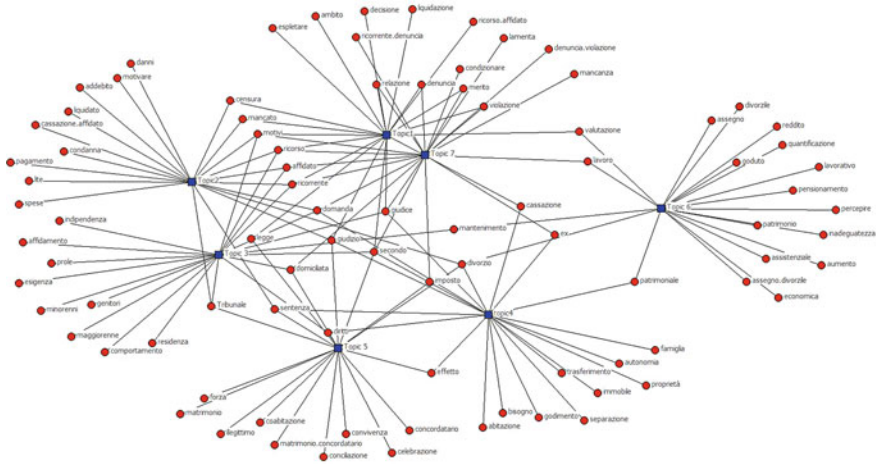 decisione
liquidazione
ambito
ricorso.affidato
espletare
ricorrente.denuncia
lamenta
denuncia.violazione
danni
condizionare
mancanza
motivare
relazione
denuncia
merito
addebito
censura
violazione
divorzile
liquidato
mancato
assegno
cassazione.affidato
motivi
Topic1
valutazione
reddito
condanna
ricorso
Topic 7
quantificazione
pagamento
affidato
lavoro
goduto
lavorativo
lite
Topic2
ricorrente
pensionamento
spese
domanda
giudice
cassazione
Topic 6
percepire
indipendenza
mantenimento
patrimonio
inadeguatezza
affidamento
legge
giudizio
secondo
ex
prole
Topic 3
divorzio
assistenziale
aumento
esigenza
domiciliata
imposto
patrimoniale
assegno.divorzile
minorenni
genitori
Tribunale
sentenza
economica
maggiorenne
residenza
detti
Topic4
comportamento
Topic 5
famiglia
effetto
autonomia
trasferimento
proprietà
forza
immobile
matrimonio
bisogno
godimento
separazione
illegittimo
coabitazione
convivenza
concordatario
abitazione
matrimonio.concordatario
celebrazione
conciliazione